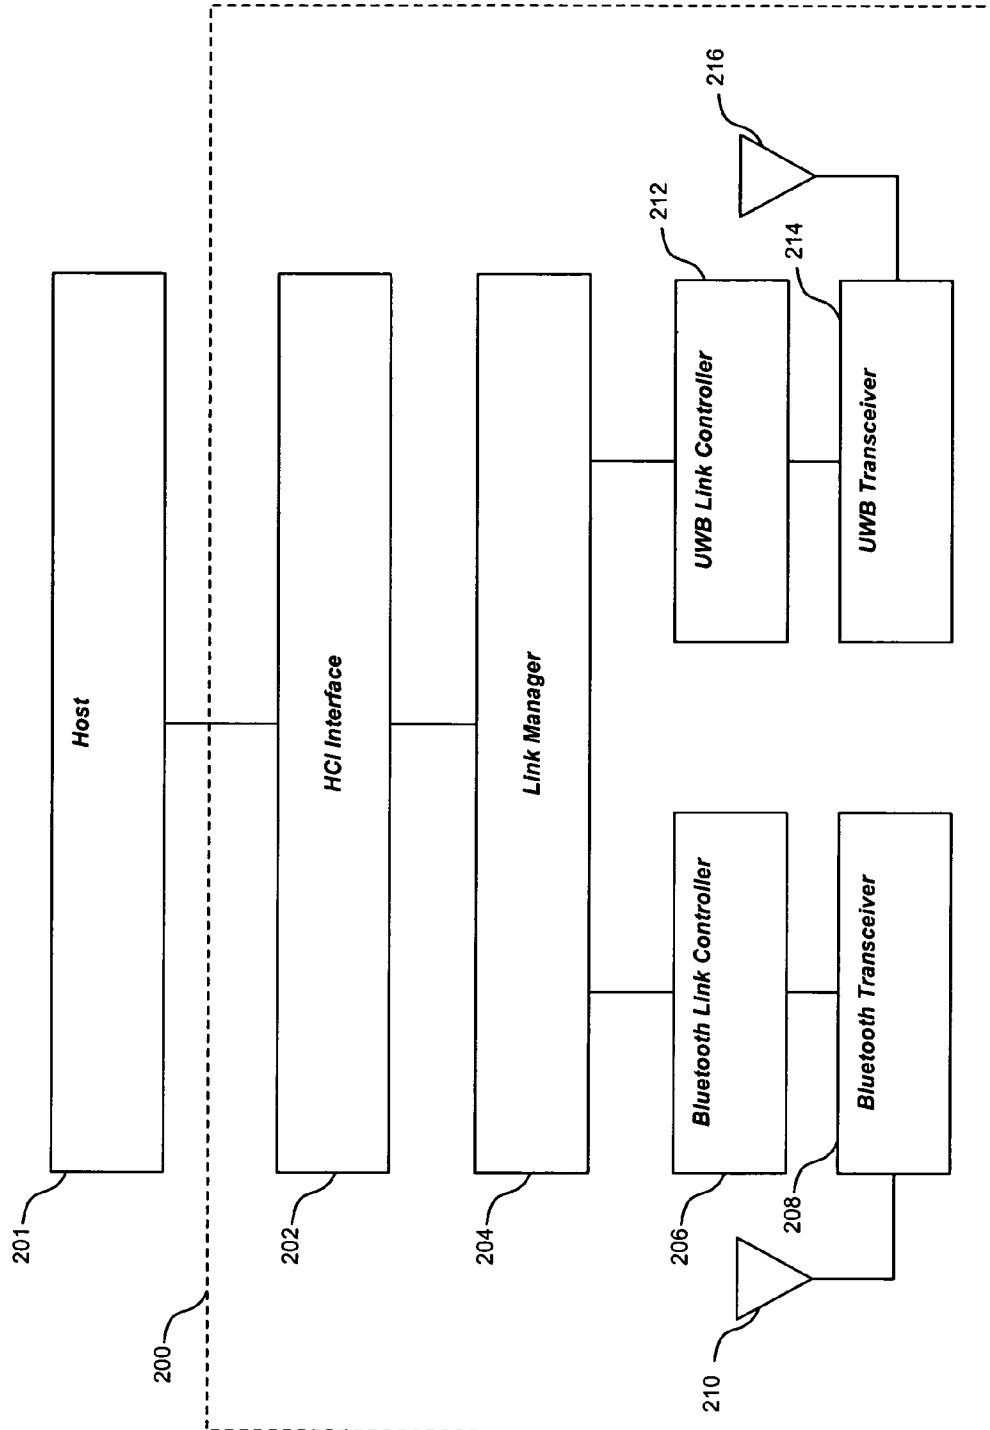 201
Host
200
202
HCI Interface
204
Link Manager
206
Bluetooth Link Controller
212
UWB Link Controller
208
Bluetooth Transceiver
214
UWB Transceiver
210
216